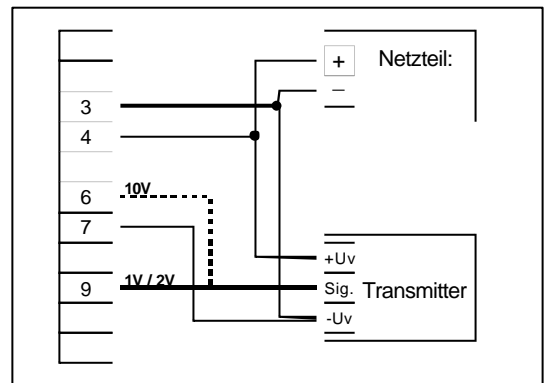 + Netzteil:
–
3
4
6 10V
7
+Uv
9 1V / 2V Sig. Transmitter
-Uv